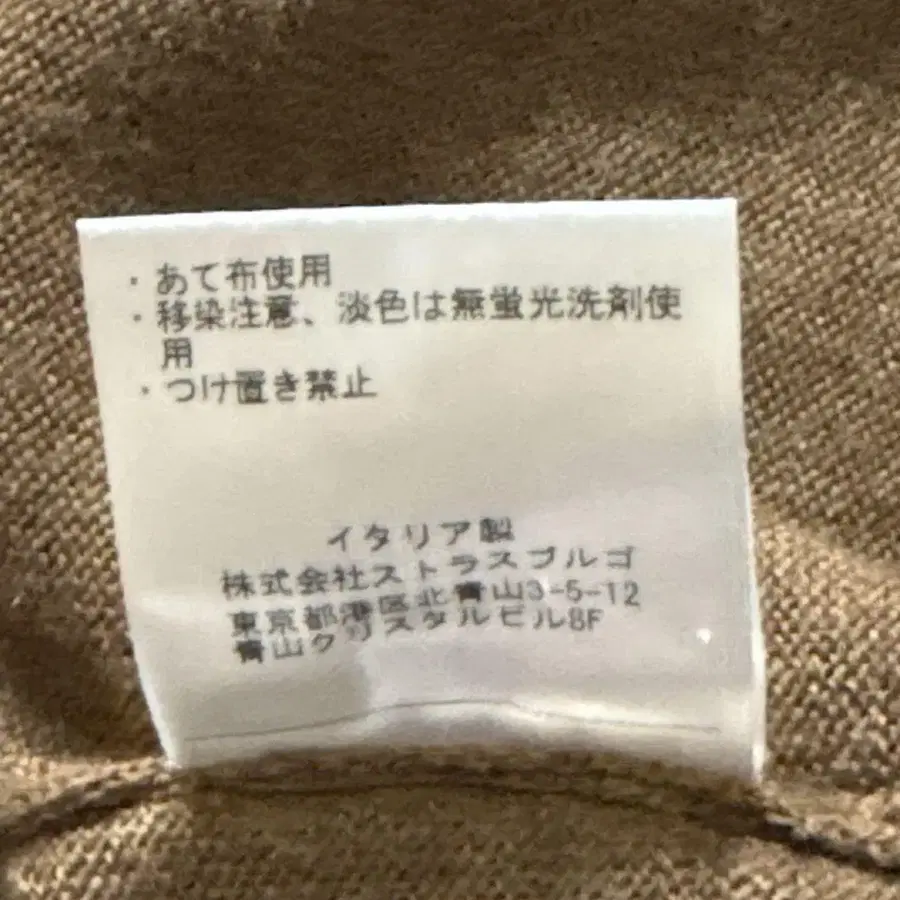 ・あて布使用
・移染注意、淡色は無蛍光洗剤使
用
・つけ置き禁止
イタリア製
株式会社ストラスブルゴ
東京都港区北青山3-5-12
青山クリスタルビル8F